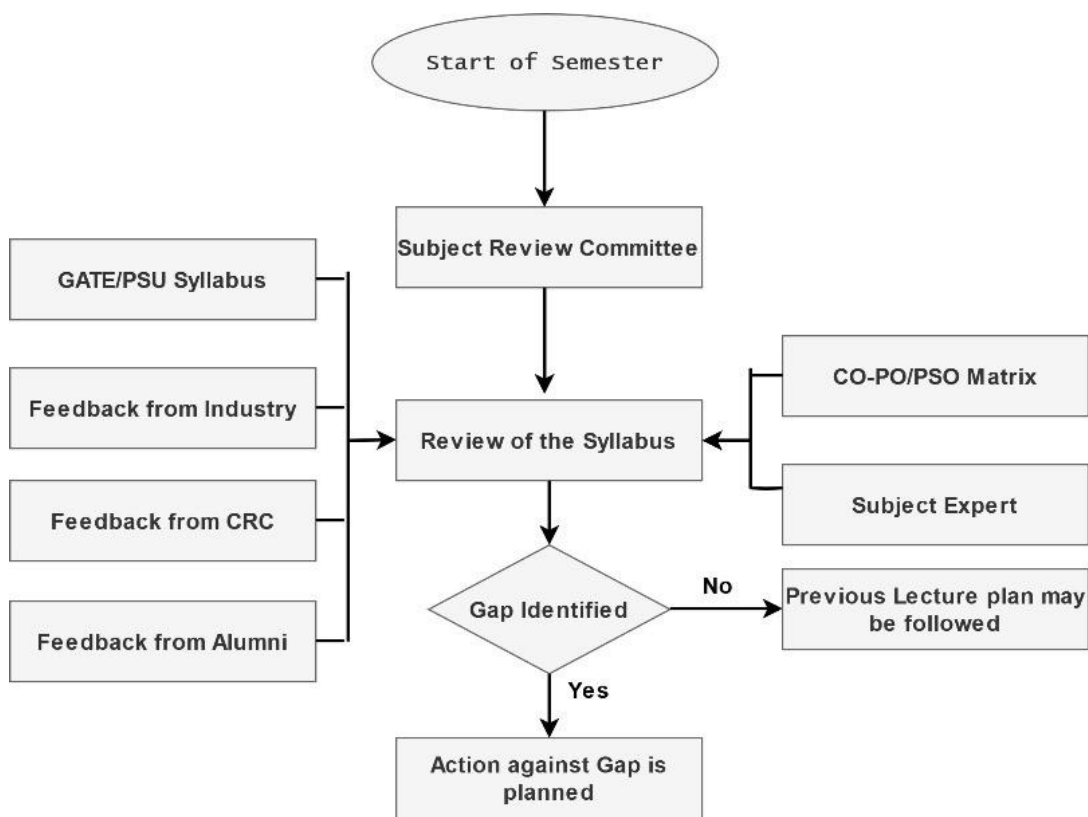 Start of Semester
Subject Review Committee
GATE/PSU Syllabus
Feedback from Industry
Feedback from CRC
Feedback from Alumni
Review of the Syllabus
CO-PO/PSO Matrix
Subject Expert
Gap Identified
No
Previous Lecture plan may
be followed
Yes
Action against Gap is
planned